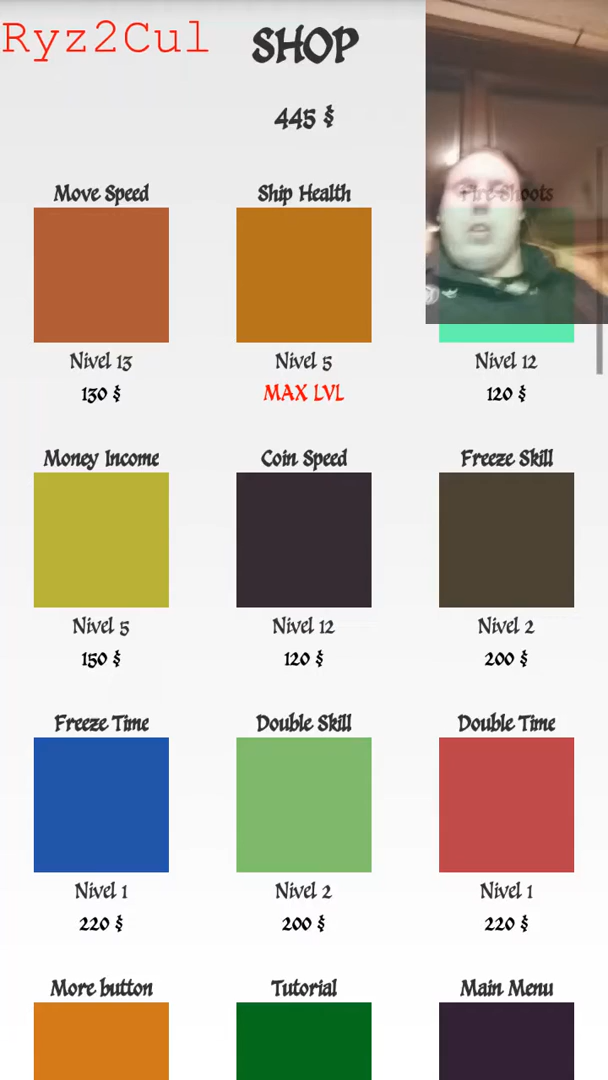 Ryz2Cul
SHOP
445 $
Move Speed
Ship Health
Fire Shoots
Nivel 13
Nivel 5
Nivel 12
130 $
MAX LVL
120 $
Money Income
Coin Speed
Freeze Skill
Nivel 5
Nivel 12
Nivel 2
150 $
120 $
200 $
Freeze Time
Double Skill
Double Time
Nivel 1
Nivel 2
Nivel 1
220 $
200 $
220 $
More button
Tutorial
Main Menu